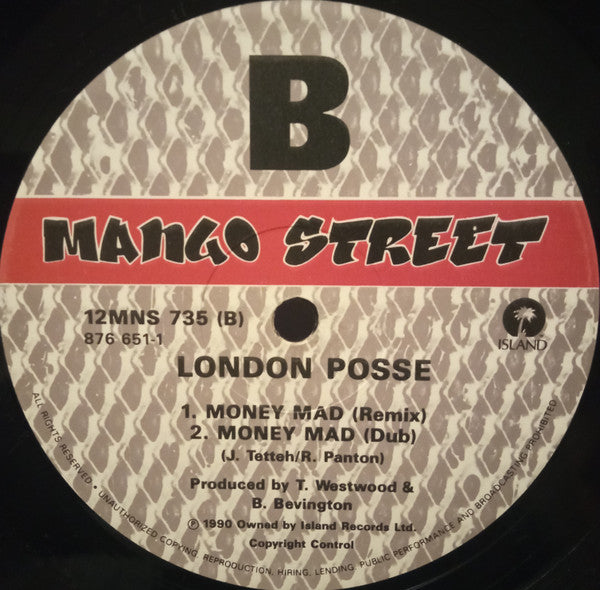 B
MANGO STREET
12MNS 735 (B)
876 651-1
ISLAND
LONDON POSSE
1. MONEY MAD (Remix)
2. MONEY MAD (Dub)
(J. Tetteh/R. Panton)
Produced by T. Westwood &
B. Bevington
℗ 1990 Owned by Island Records Ltd.
Copyright Control
ALL RIGHTS RESERVED • UNAUTHORIZED COPYING, REPRODUCTION, HIRING, LENDING, PUBLIC PERFORMANCE AND BROADCASTING PROHIBITED